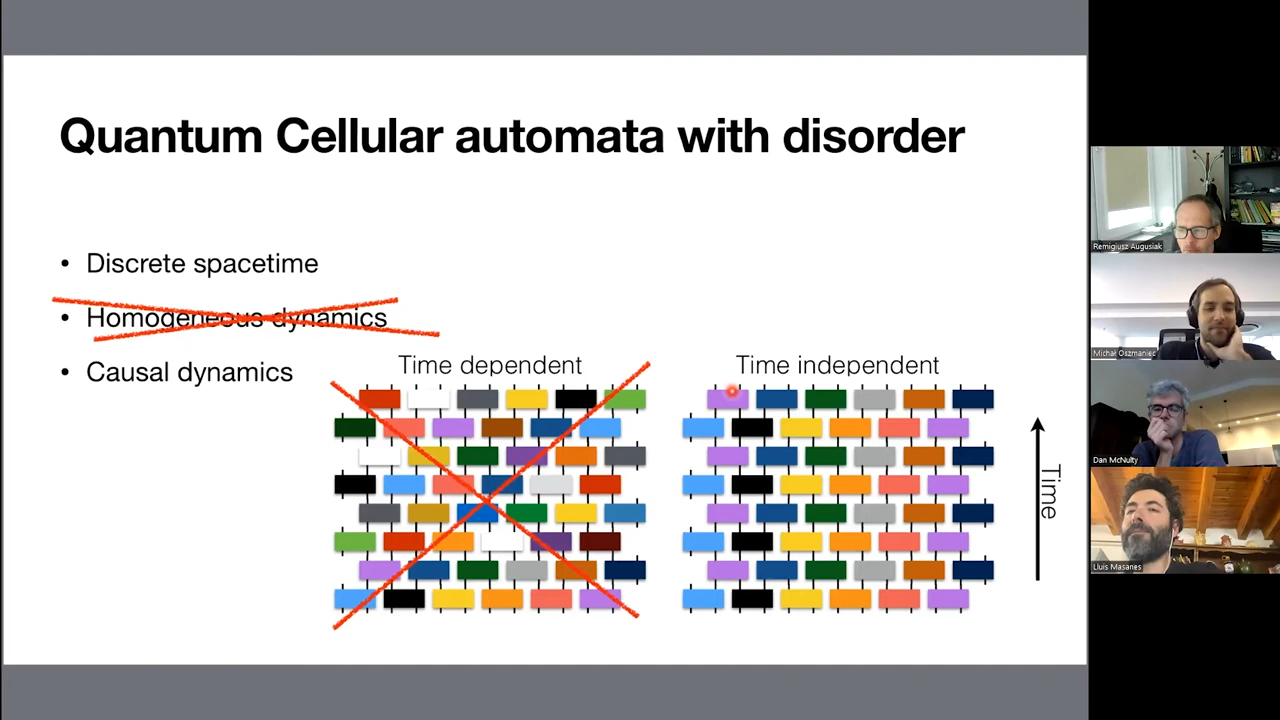 Quantum Cellular automata with disorder
• Discrete spacetime
• Homogeneous dynamics
• Causal dynamics
Time dependent
Time independent
Time
Remigiusz Augusiak
Michał Oszmaniec
Dan McNulty
Lluis Masanes